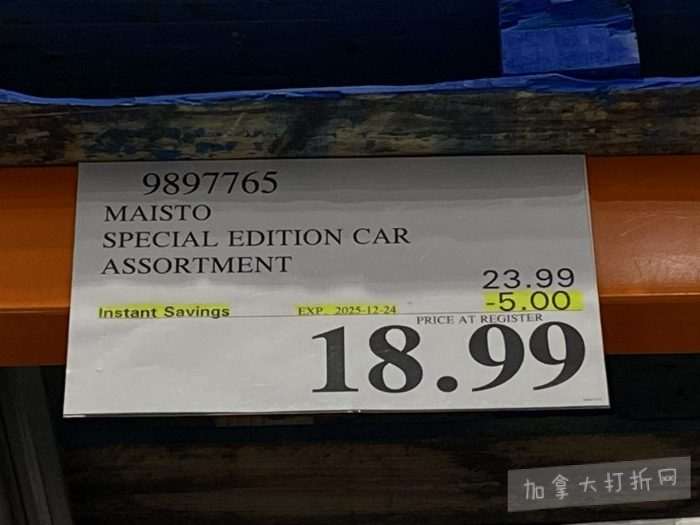 9897765
MAISTO
SPECIAL EDITION CAR
ASSORTMENT
23.99
Instant Savings EXP. 2025-12-24 -5.00
PRICE AT REGISTER
18.99
加拿大打折网